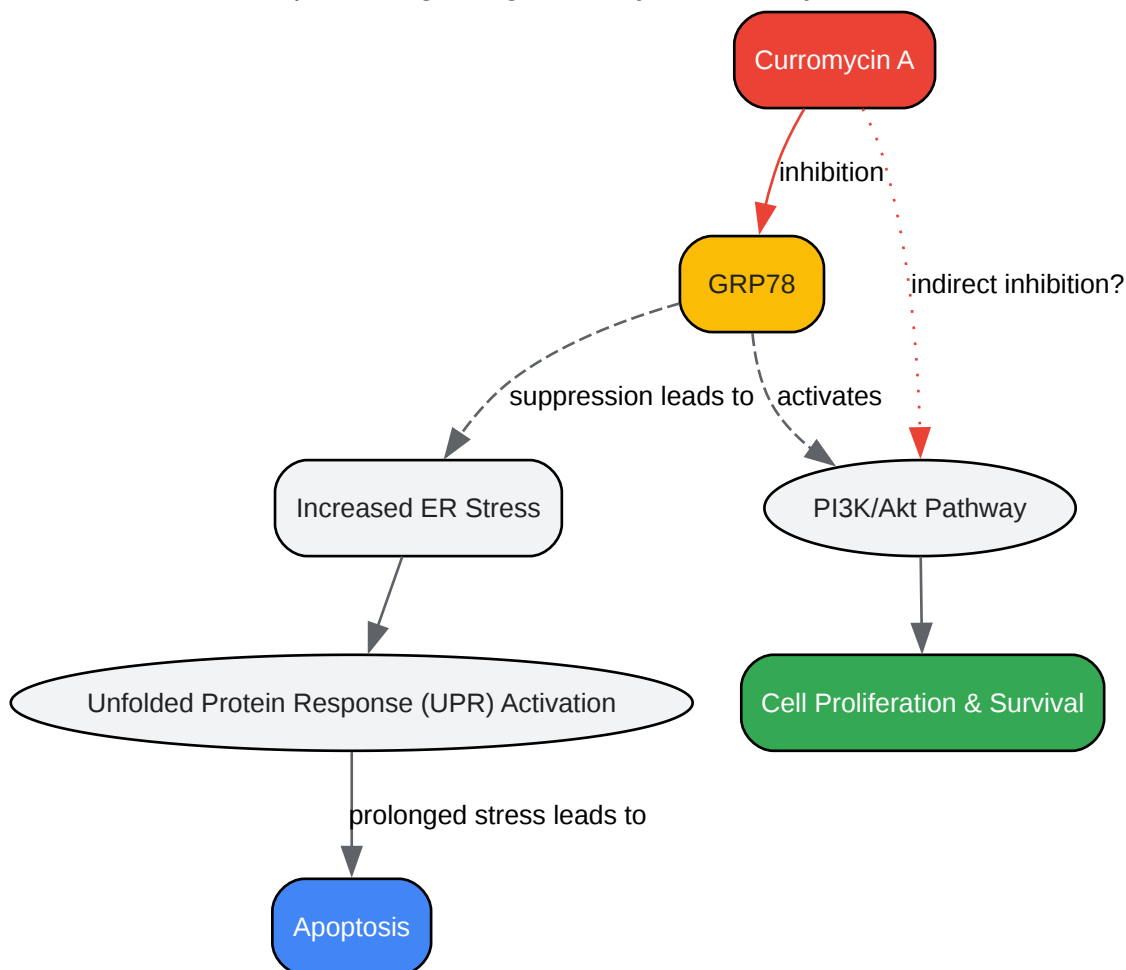 Curromycin A
inhibition
GRP78
indirect inhibition?
suppression leads to
activates
Increased ER Stress
PI3K/Akt Pathway
Unfolded Protein Response (UPR) Activation
Cell Proliferation & Survival
prolonged stress leads to
Apoptosis